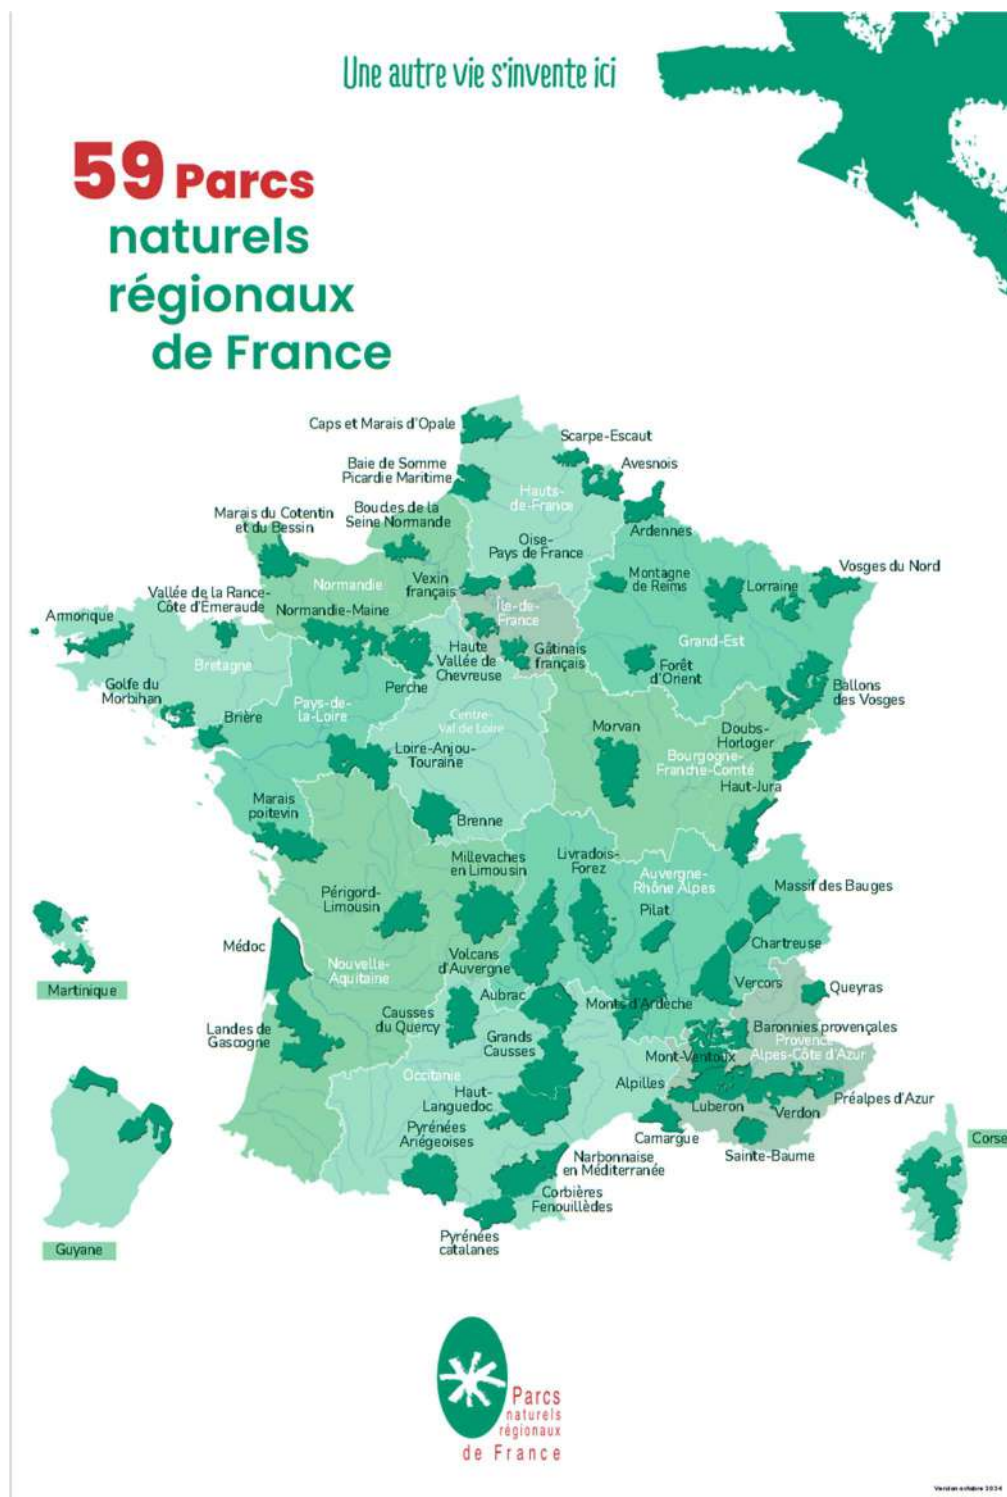 Une autre vie s'invente ici
59 Parcs
naturels
régionaux
de France
Caps et Marais d'Opale
Scarpe-Escaut
Baie de Somme
Picardie Maritime
Avesnois
Hauts-
de-France
Marais du Cotentin
et du Bessin
Boucles de la
Seine Normande
Ardennes
Oise-
Pays de France
Normandie
Vexin
français
Montagne
de Reims
Lorraine
Vosges du Nord
Vallée de la Rance-
Côte d'Émeraude
Normandie-Maine
Île-de-
France
Armorique
Grand-Est
Bretagne
Haute
Vallée de
Chevreuse
Gâtinais
français
Forêt
d'Orient
Golfe du
Morbihan
Perche
Ballons
des Vosges
Brière
Pays-de-
la-Loire
Centre-
Val de Loire
Morvan
Doubs-
Horloger
Loire-Anjou-
Touraine
Bourgogne-
Franche-Comté
Haut-Jura
Marais
poitevin
Brenne
Millevaches
en Limousin
Livradois-
Forez
Auvergne-
Rhône Alpes
Massif des Bauges
Périgord-
Limousin
Pilat
Médoc
Volcans
d'Auvergne
Chartreuse
Nouvelle-
Aquitaine
Vercors
Queyras
Martinique
Aubrac
Monts d'Ardèche
Landes de
Gascogne
Causses
du Quercy
Grands
Causses
Baronnies provençales
Provence
Alpes-Côte d'Azur
Mont-Ventoux
Occitanie
Alpilles
Haut-
Languedoc
Luberon
Verdon
Préalpes d'Azur
Pyrénées
Ariégeoises
Camargue
Sainte-Baume
Corse
Narbonnaise
en Méditerranée
Corbières
Fenouillèdes
Pyrénées
catalanes
Guyane
Parcs
naturels
régionaux
de France
Version octobre 2024